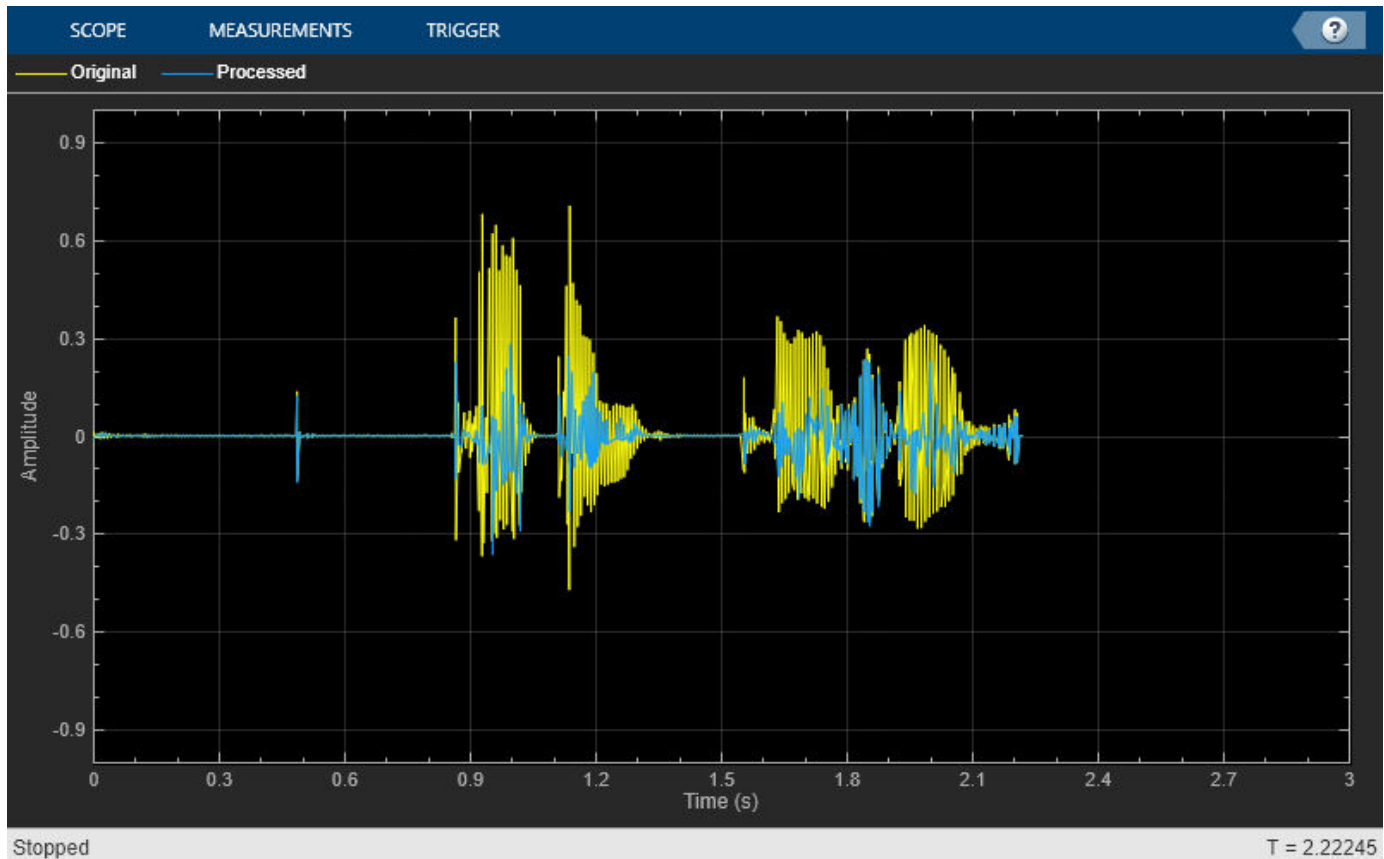 SCOPE MEASUREMENTS TRIGGER ?
Original Processed
0.9
0.6
0.3
0
-0.3
-0.6
-0.9
Amplitude
0 0.3 0.6 0.9 1.2 1.5 1.8 2.1 2.4 2.7 3
Time (s)
Stopped T = 2.22245